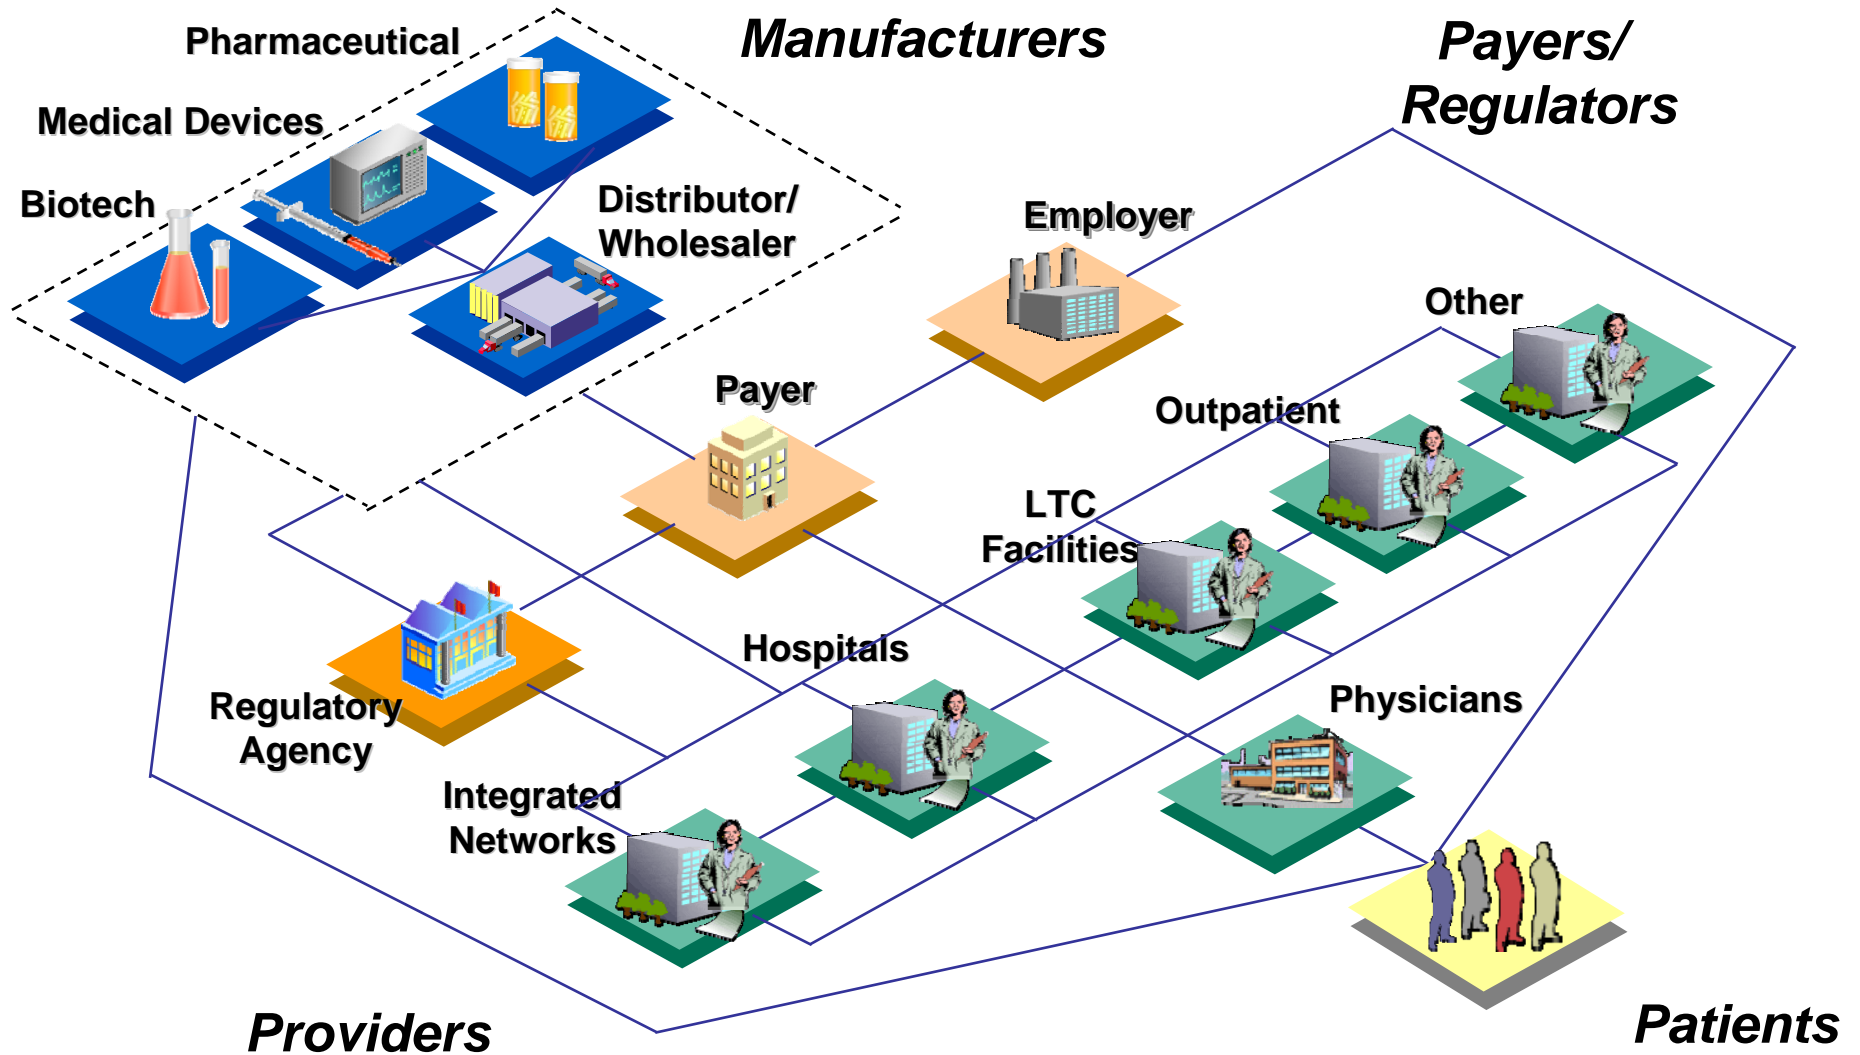 Manufacturers
Payers/
Regulators
Pharmaceutical
Medical Devices
Biotech
Distributor/
Wholesaler
Employer
Other
Payer
Outpatient
LTC
Facilities
Hospitals
Regulatory
Agency
Physicians
Integrated
Networks
Providers
Patients